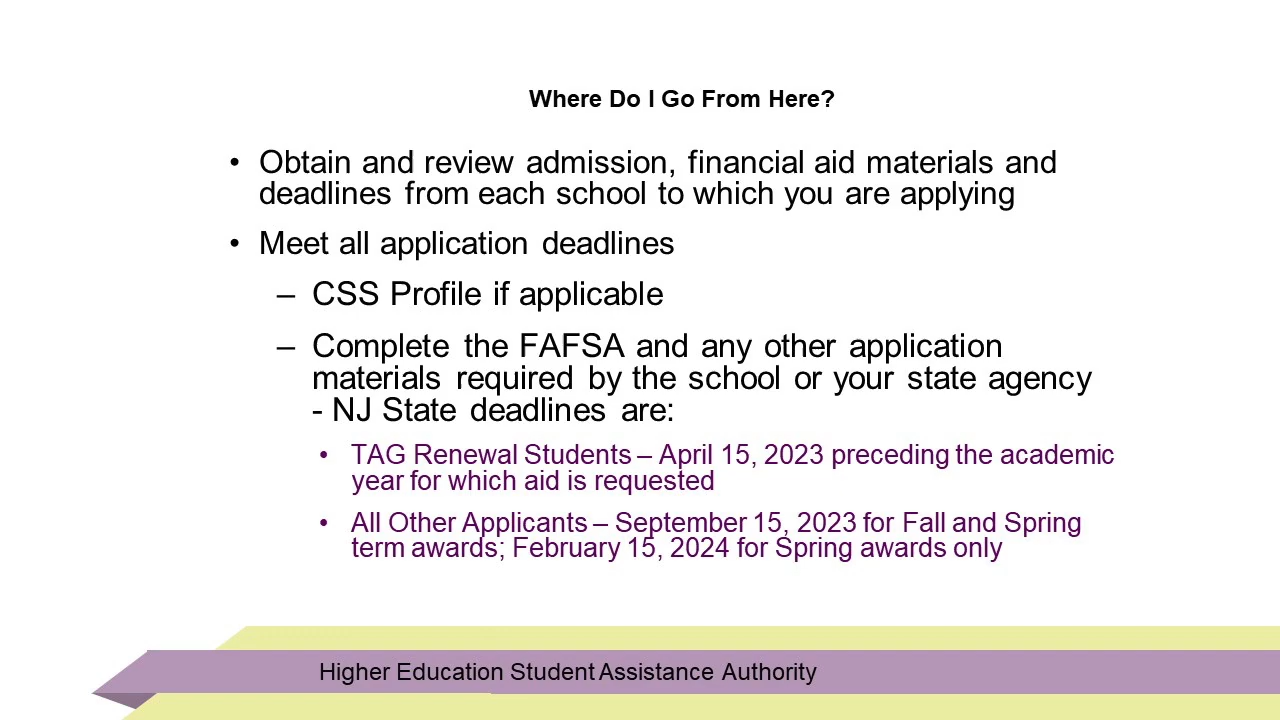 Where Do I Go From Here?
• Obtain and review admission, financial aid materials and
deadlines from each school to which you are applying
• Meet all application deadlines
– CSS Profile if applicable
– Complete the FAFSA and any other application
materials required by the school or your state agency
- NJ State deadlines are:
• TAG Renewal Students – April 15, 2023 preceding the academic
year for which aid is requested
• All Other Applicants – September 15, 2023 for Fall and Spring
term awards; February 15, 2024 for Spring awards only
Higher Education Student Assistance Authority